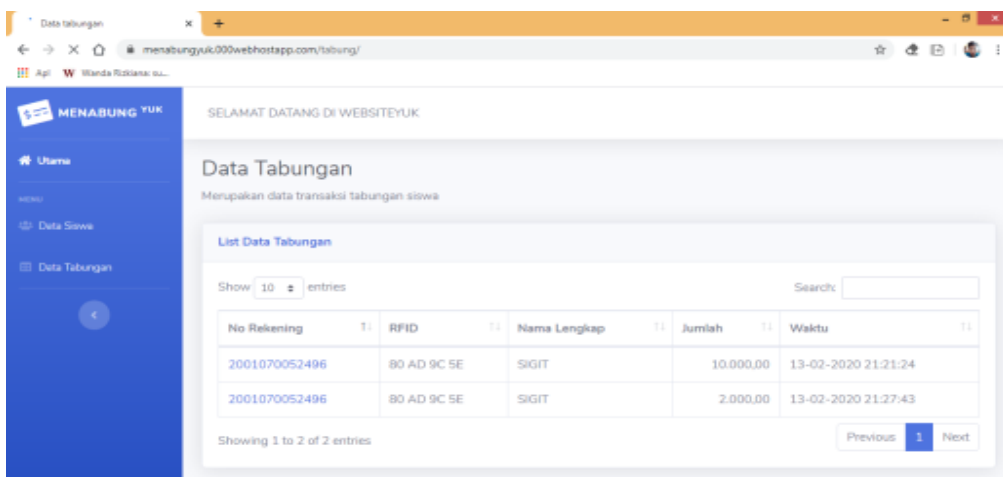 Data tabungan
menabungyuk.000webhostapp.com/tabung/
Apl W Wanda Rizkiana: su...
MENABUNG YUK
SELAMAT DATANG DI WEBSITEYUK
Utama
MENU
Data Siswa
Data Tabungan
Data Tabungan
Merupakan data transaksi tabungan siswa
List Data Tabungan
Show 10 entries Search:
No Rekening RFID Nama Lengkap Jumlah Waktu
2001070052496 80 AD 9C 5E SIGIT 10.000,00 13-02-2020 21:21:24
2001070052496 80 AD 9C 5E SIGIT 2.000,00 13-02-2020 21:27:43
Showing 1 to 2 of 2 entries Previous 1 Next